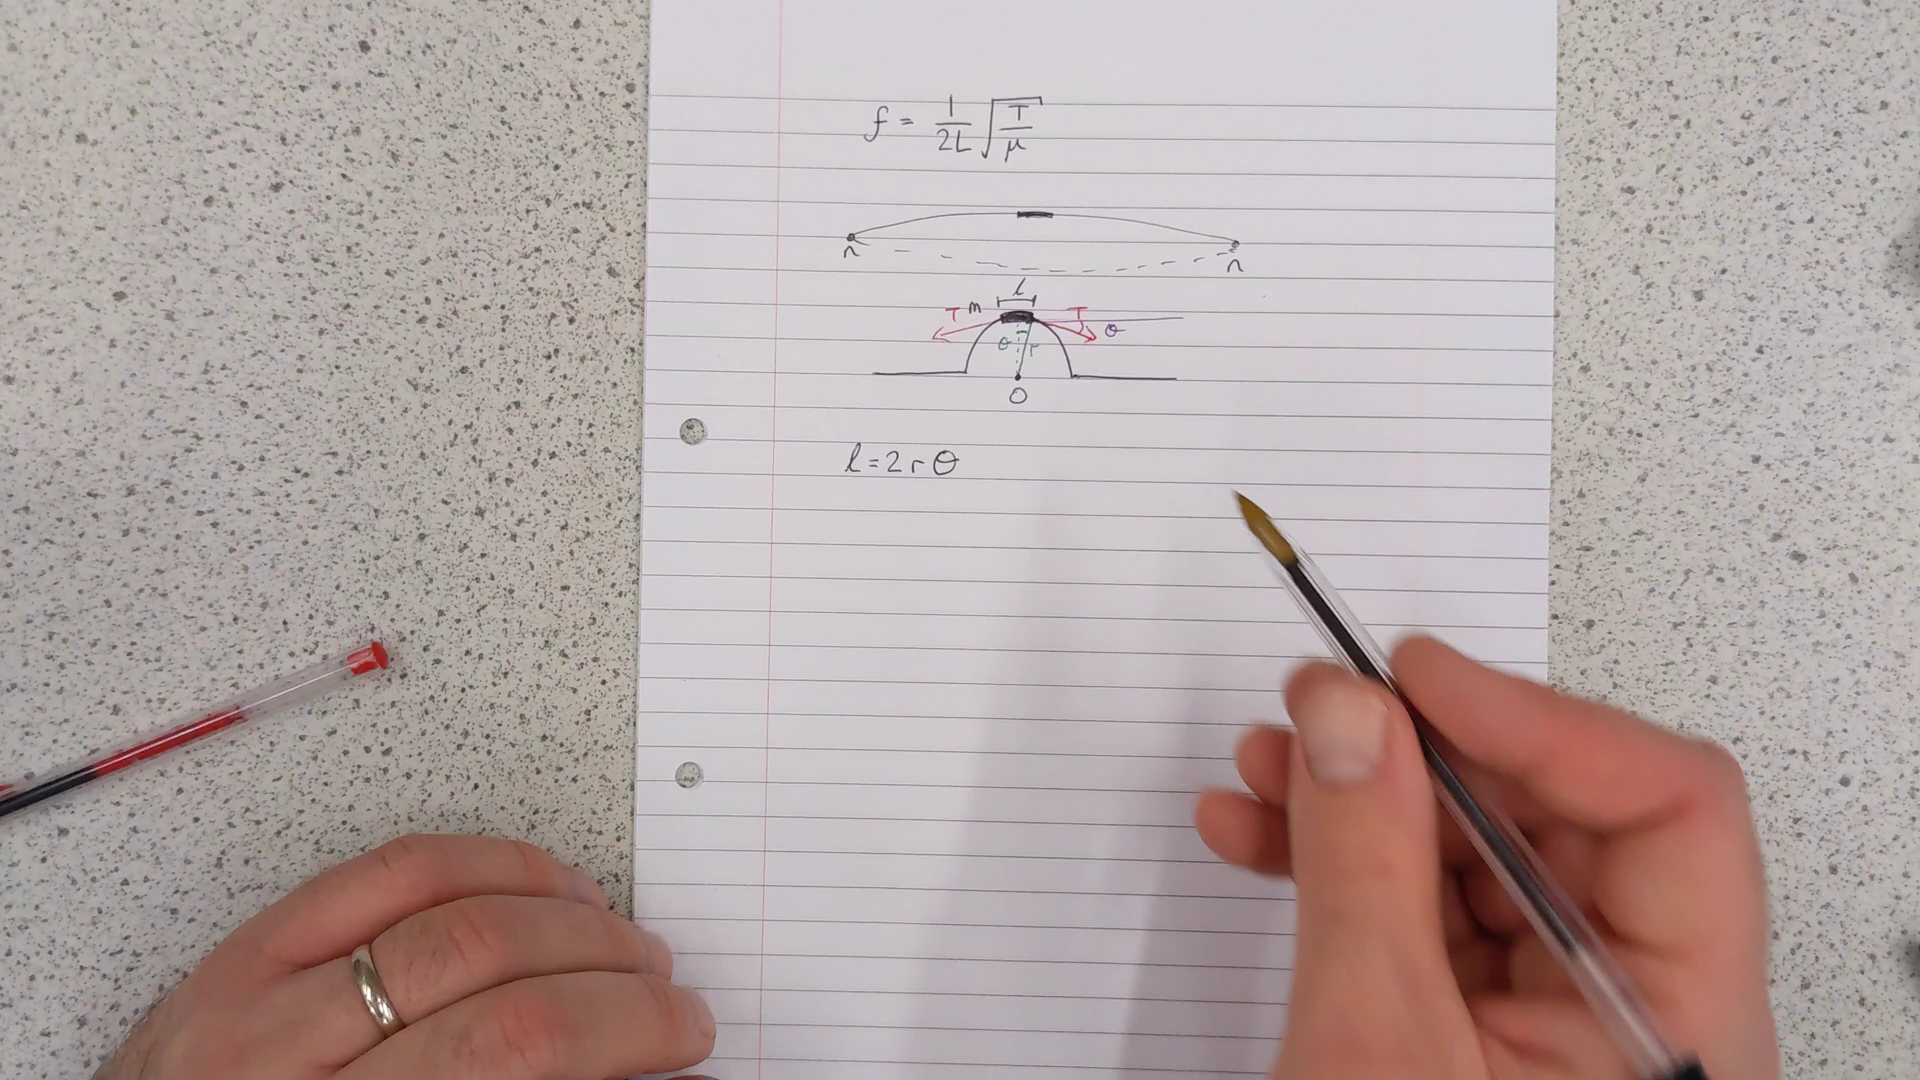 f = 1/2L √T/μ
n n
l
T m T θ
θ r
O
l = 2rθ